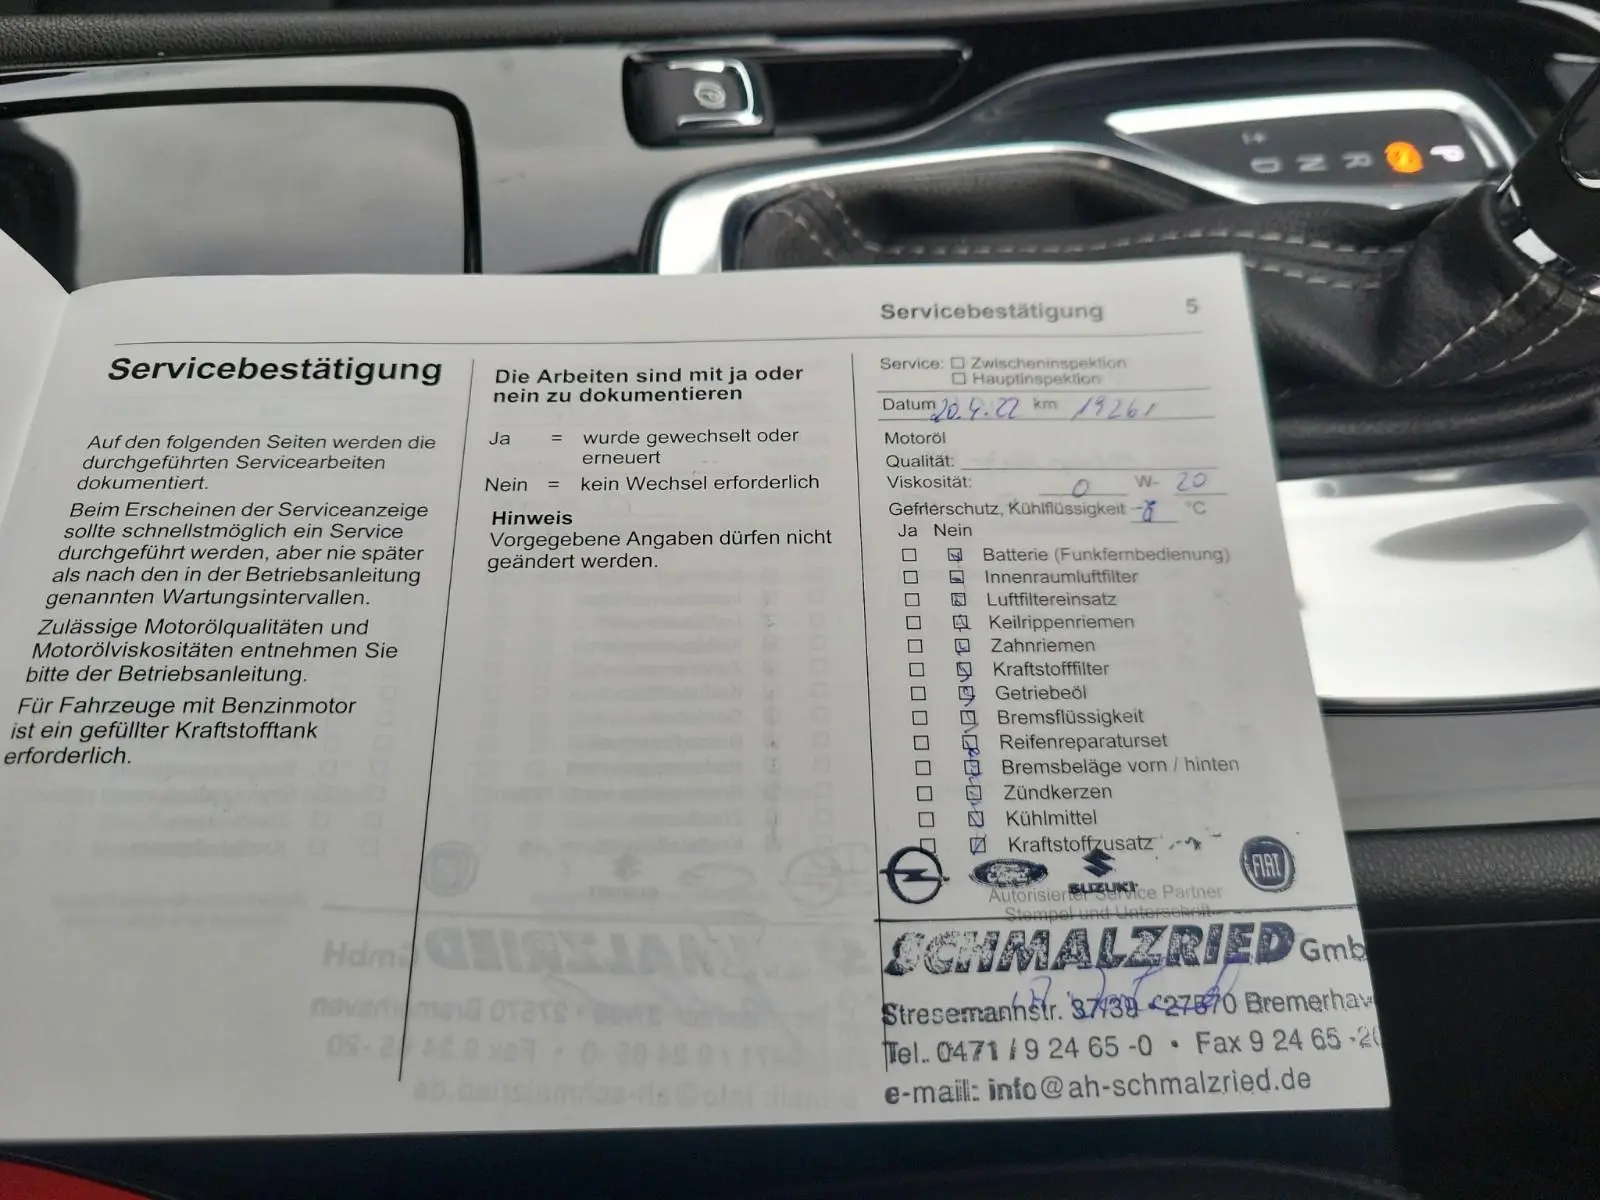 P
R
N
D
Servicebestätigung 5
Servicebestätigung
Auf den folgenden Seiten werden die
durchgeführten Servicearbeiten
dokumentiert.
Beim Erscheinen der Serviceanzeige
sollte schnellstmöglich ein Service
durchgeführt werden, aber nie später
als nach den in der Betriebsanleitung
genannten Wartungsintervallen.
Zulässige Motorölqualitäten und
Motorölviskositäten entnehmen Sie
bitte der Betriebsanleitung.
Für Fahrzeuge mit Benzinmotor
ist ein gefüllter Kraftstofftank
erforderlich.
Die Arbeiten sind mit ja oder
nein zu dokumentieren
Ja = wurde gewechselt oder
erneuert
Nein = kein Wechsel erforderlich
Hinweis
Vorgegebene Angaben dürfen nicht
geändert werden.
Service: Zwischeninspektion
Hauptinspektion
Datum 20.4.22 km 19261
Motoröl
Qualität:
Viskosität: 0 W- 20
Gefrierschutz, Kühlflüssigkeit °C
Ja Nein
Batterie (Funkfernbedienung)
Innenraumluftfilter
Luftfiltereinsatz
Keilrippenriemen
Zahnriemen
Kraftstofffilter
Getriebeöl
Bremsflüssigkeit
Reifenreparaturset
Bremsbeläge vorn / hinten
Zündkerzen
Kühlmittel
Kraftstoffzusatz
SUZUKI
FIAT
Autorisierter Service Partner
Stempel und Unterschrift
SCHMALZRIED Gmb
Stresemannstr. 37/39 · 27570 Bremerhav
Tel.. 0471 / 9 24 65 -0 • Fax 9 24 65 -20
e-mail: info@ah-schmalzried.de